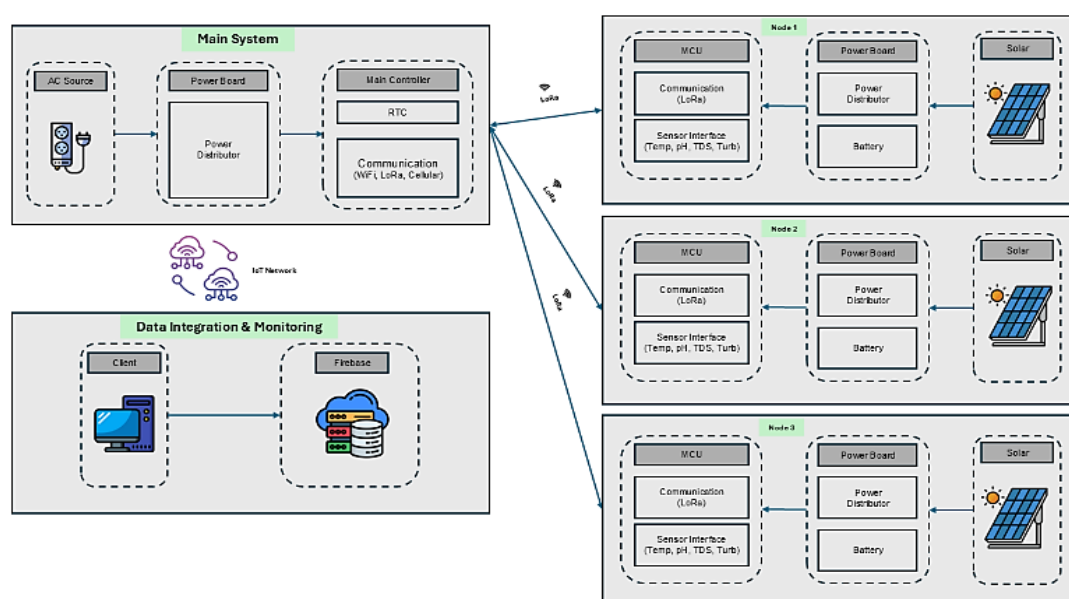 Main System
AC Source
Power Board
Power
Distributor
Main Controller
RTC
Communication
(WiFi, LoRa, Cellular)
IoT Network
Data Integration & Monitoring
Client
Firebase
LoRa
LoRa
LoRa
Node 1
MCU
Communication
(LoRa)
Sensor Interface
(Temp, pH, TDS, Turb)
Power Board
Power
Distributor
Battery
Solar
Node 2
MCU
Communication
(LoRa)
Sensor Interface
(Temp, pH, TDS, Turb)
Power Board
Power
Distributor
Battery
Solar
Node 3
MCU
Communication
(LoRa)
Sensor Interface
(Temp, pH, TDS, Turb)
Power Board
Power
Distributor
Battery
Solar